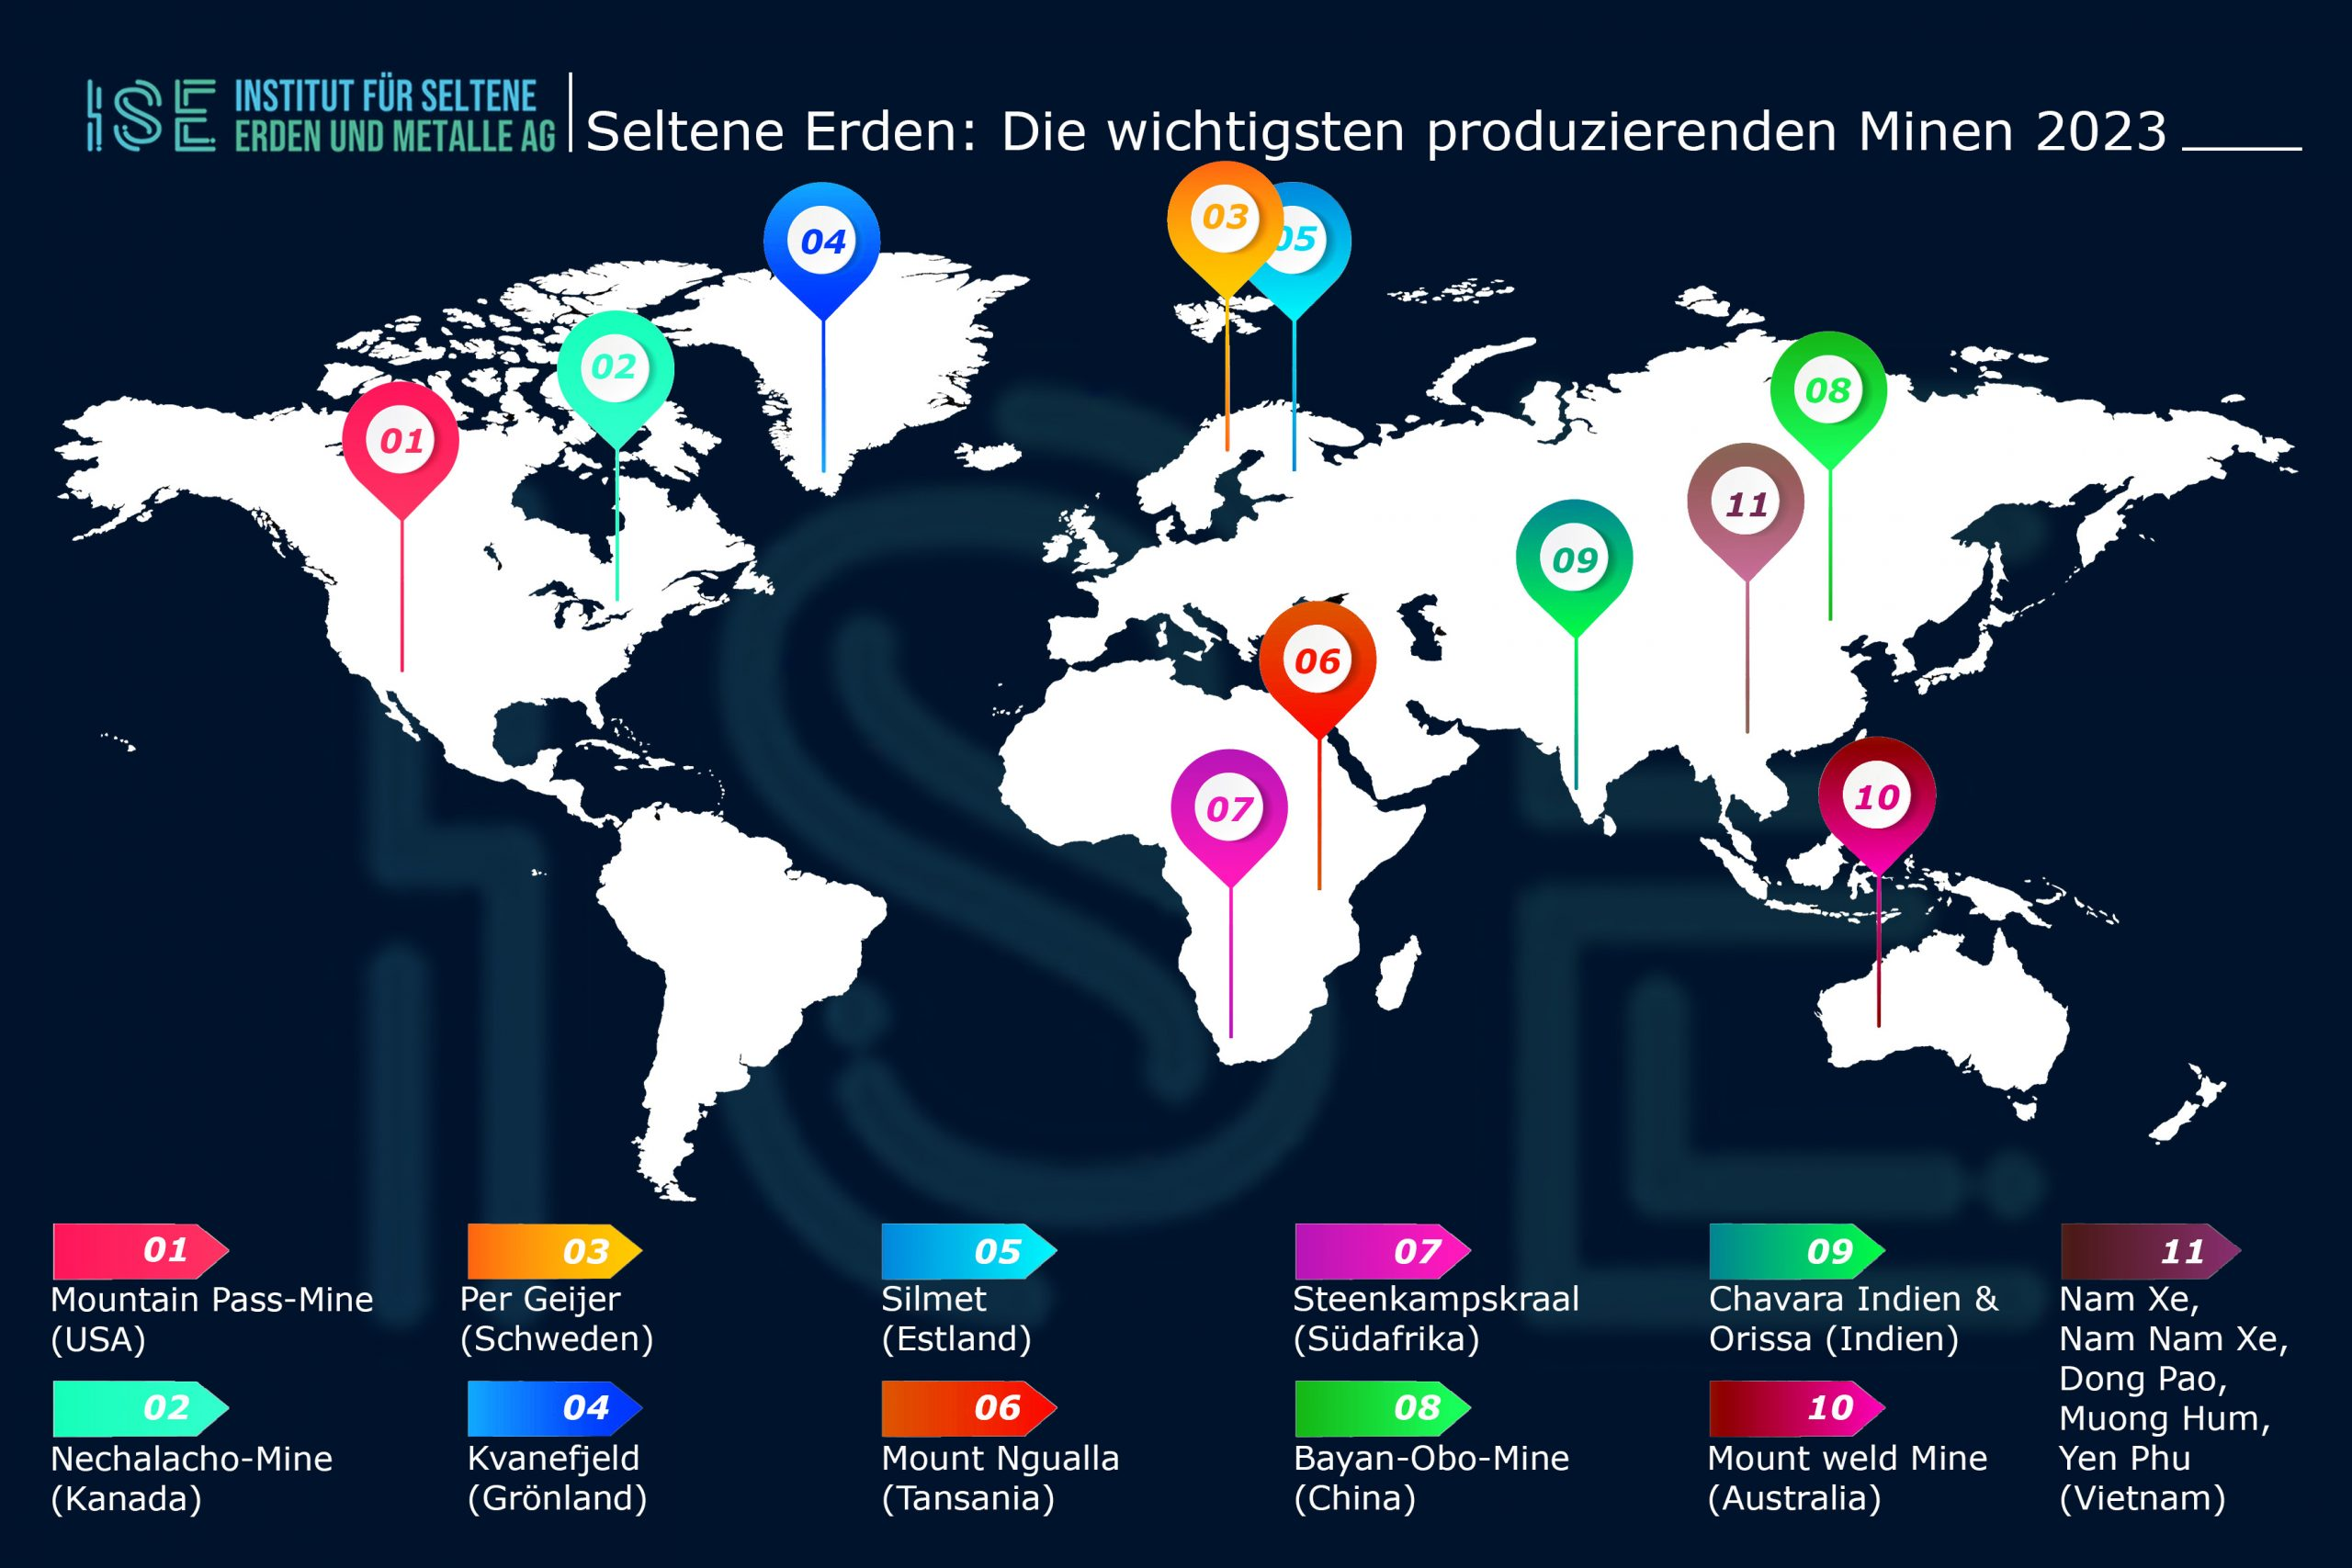 ISE
INSTITUT FÜR SELTENE
ERDEN UND METALLE AG
Seltene Erden: Die wichtigsten produzierenden Minen 2023
03
05
04
02
08
01
11
09
06
10
07
01
Mountain Pass-Mine
(USA)
02
Nechalacho-Mine
(Kanada)
03
Per Geijer
(Schweden)
04
Kvanefjeld
(Grönland)
05
Silmet
(Estland)
06
Mount Ngualla
(Tansania)
07
Steenkampskraal
(Südafrika)
08
Bayan-Obo-Mine
(China)
09
Chavara Indien &
Orissa (Indien)
10
Mount weld Mine
(Australia)
11
Nam Xe,
Nam Nam Xe,
Dong Pao,
Muong Hum,
Yen Phu
(Vietnam)
ISE